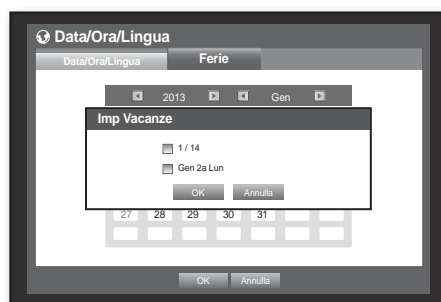 Data/Ora/Lingua
Data/Ora/Lingua Ferie
2013 Gen
Imp Vacanze
1 / 14
Gen 2a Lun
OK Annulla
27 28 29 30 31
OK Annulla